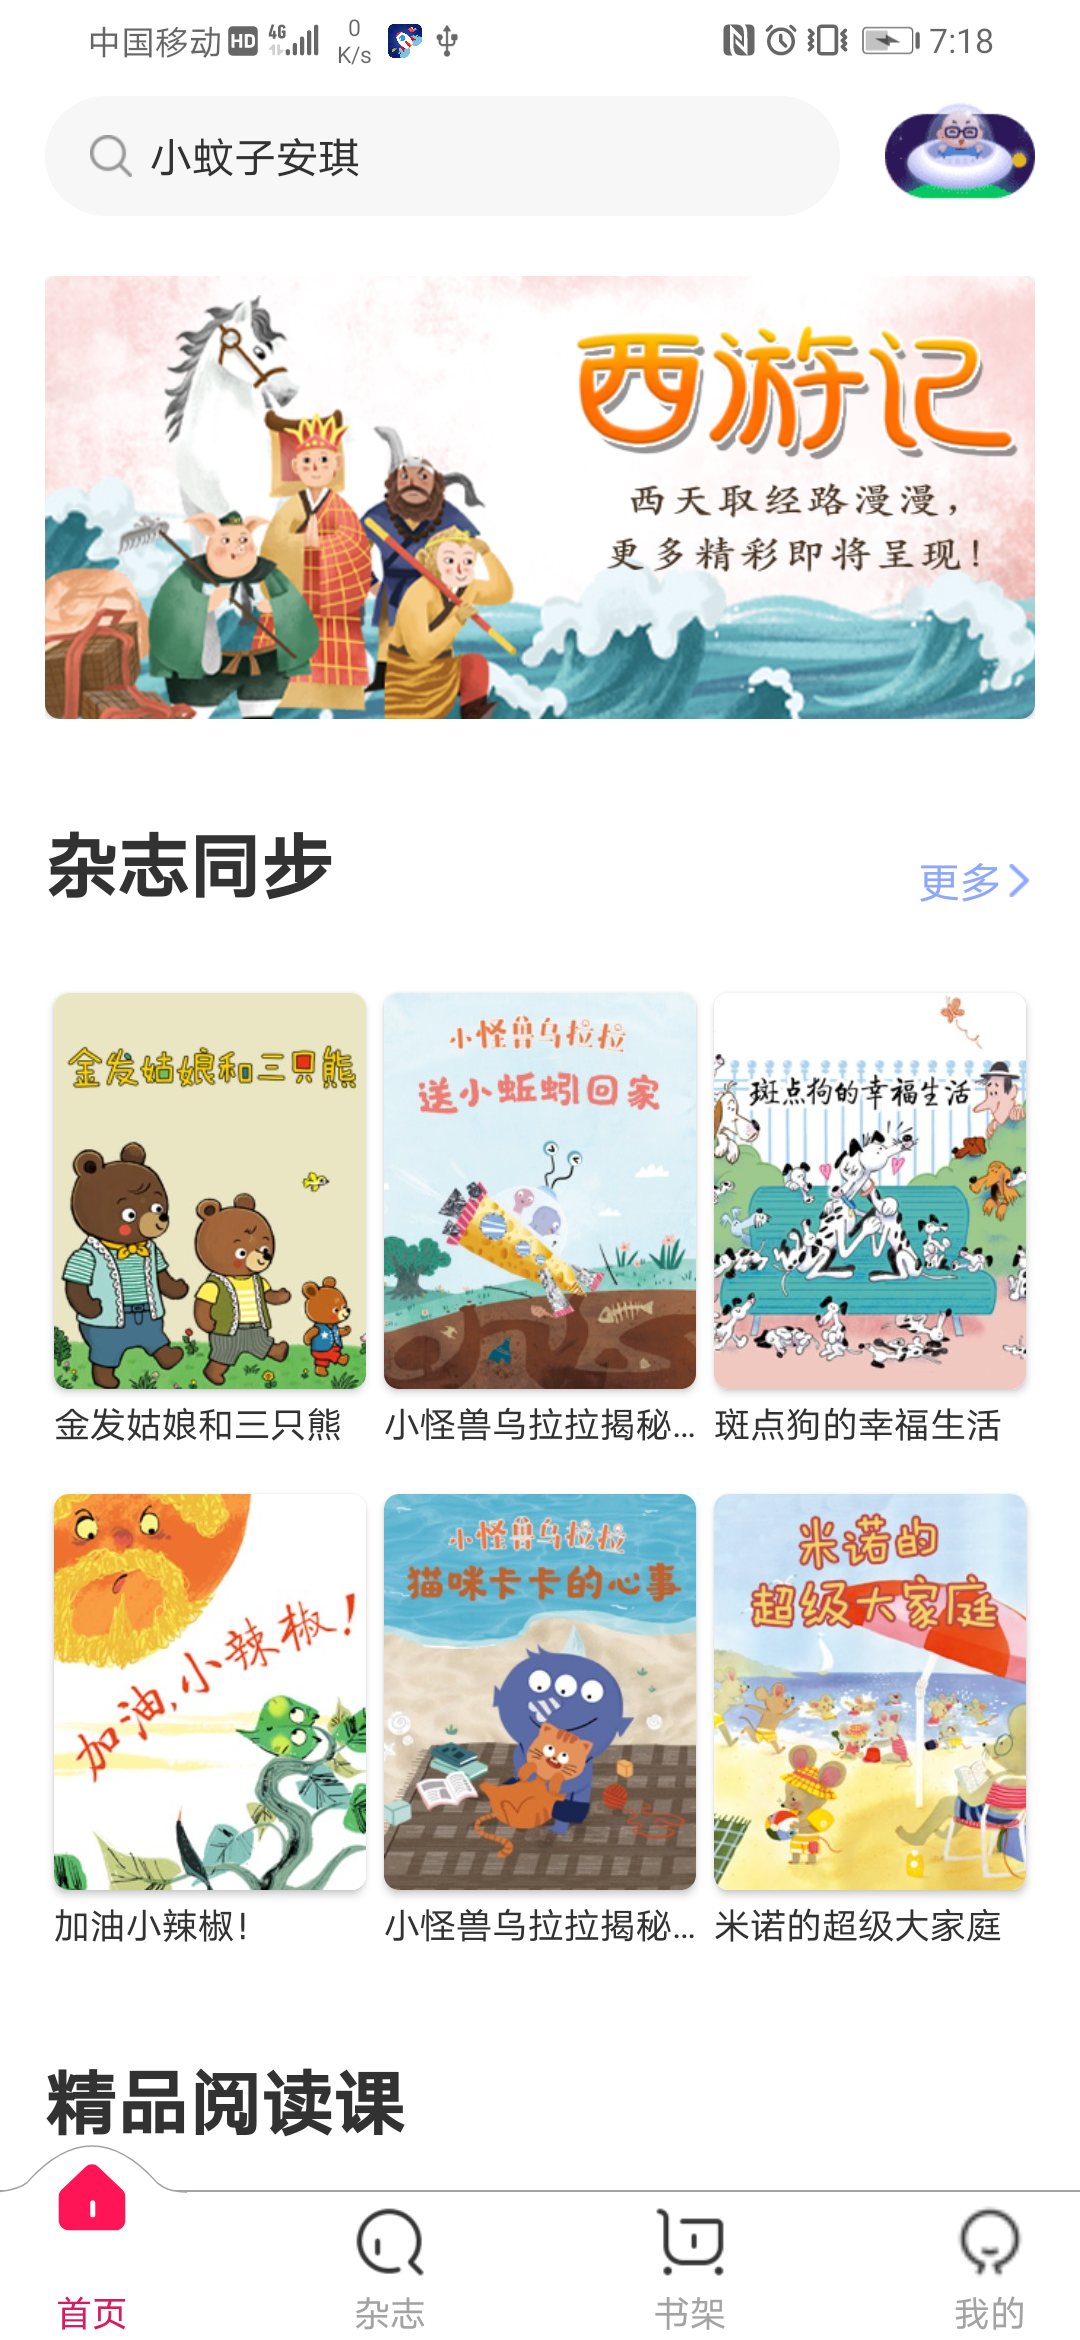 中国移动 HD 4G 0 K/s 7:18
小蚊子安琪
西游记
西天取经路漫漫，
更多精彩即将呈现！
杂志同步
更多
金发姑娘和三只熊
小怪兽乌拉拉
送小蚯蚓回家
斑点狗的幸福生活
金发姑娘和三只熊
小怪兽乌拉拉揭秘...
斑点狗的幸福生活
加油，小辣椒！
小怪兽乌拉拉
猫咪卡卡的心事
米诺的
超级大家庭
加油小辣椒！
小怪兽乌拉拉揭秘...
米诺的超级大家庭
精品阅读课
首页
杂志
书架
我的